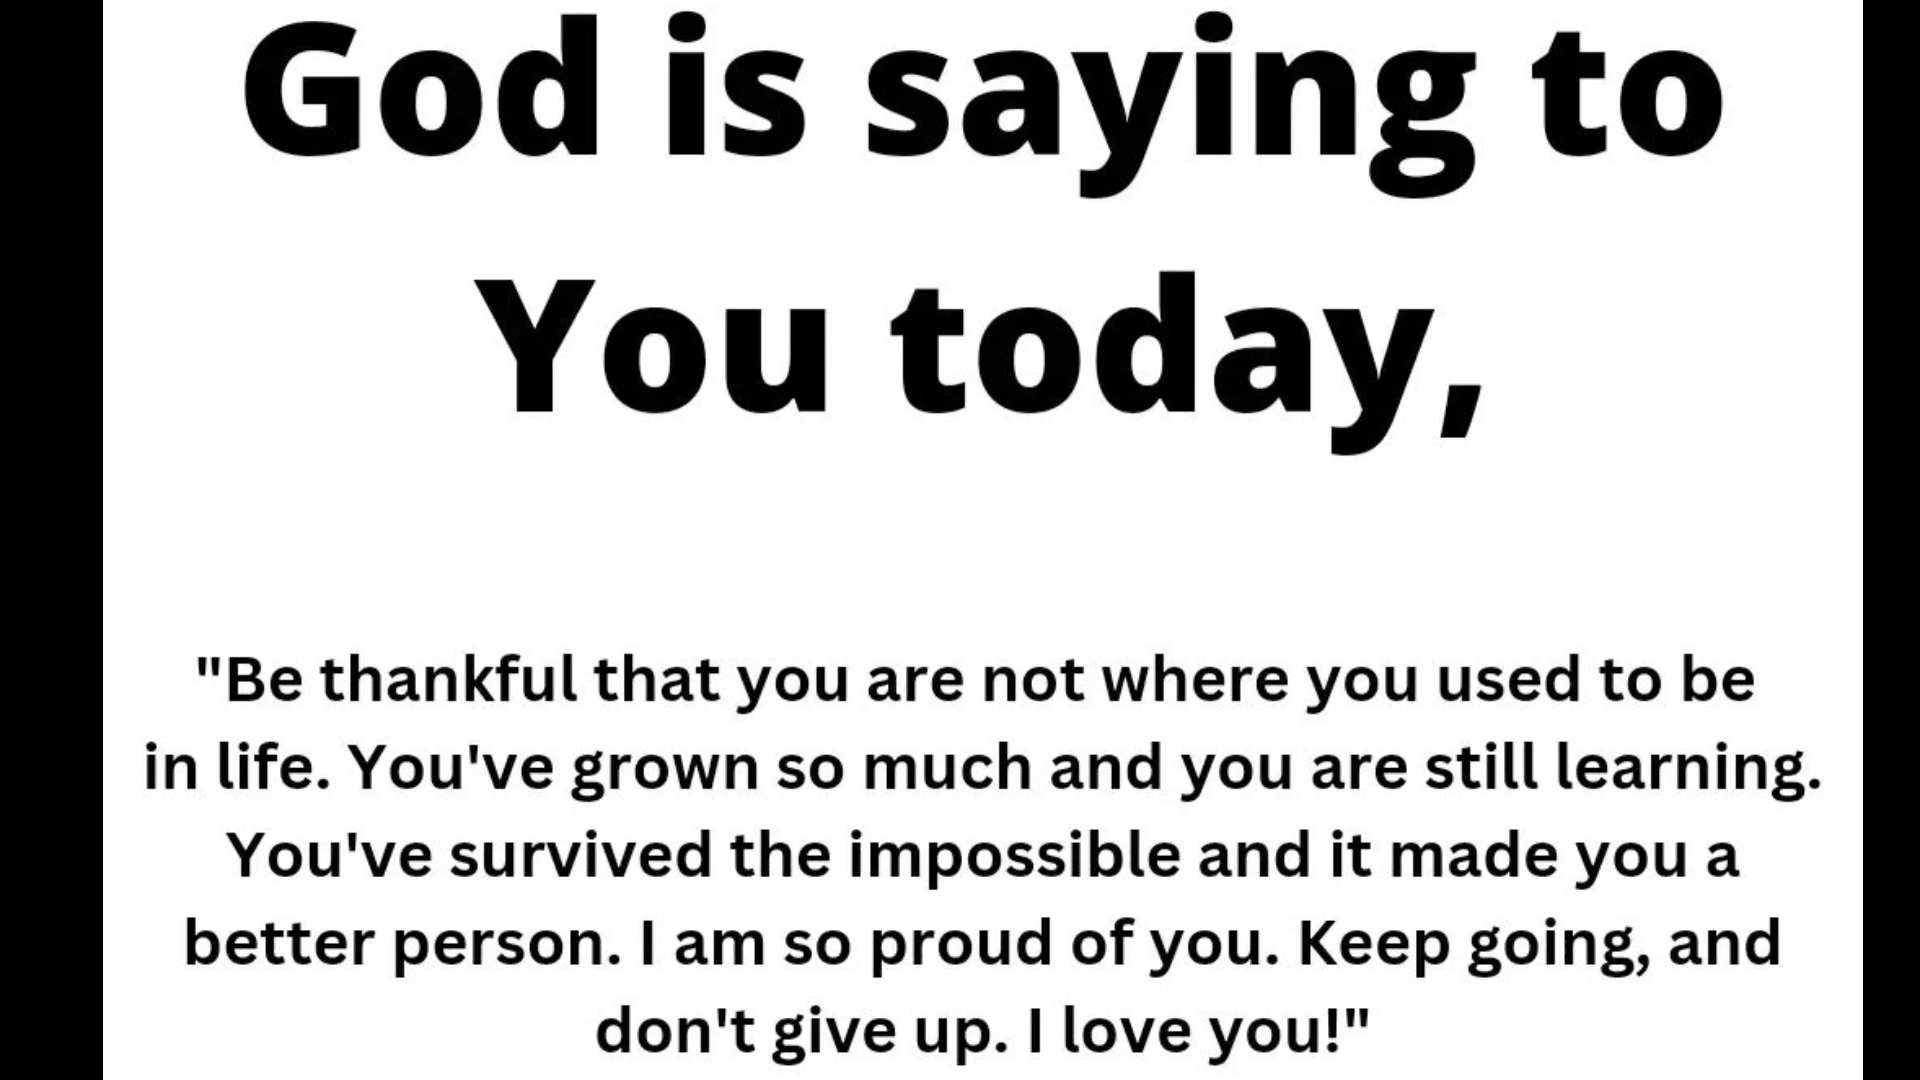 God is saying to
You today,
"Be thankful that you are not where you used to be
in life. You've grown so much and you are still learning.
You've survived the impossible and it made you a
better person. I am so proud of you. Keep going, and
don't give up. I love you!"